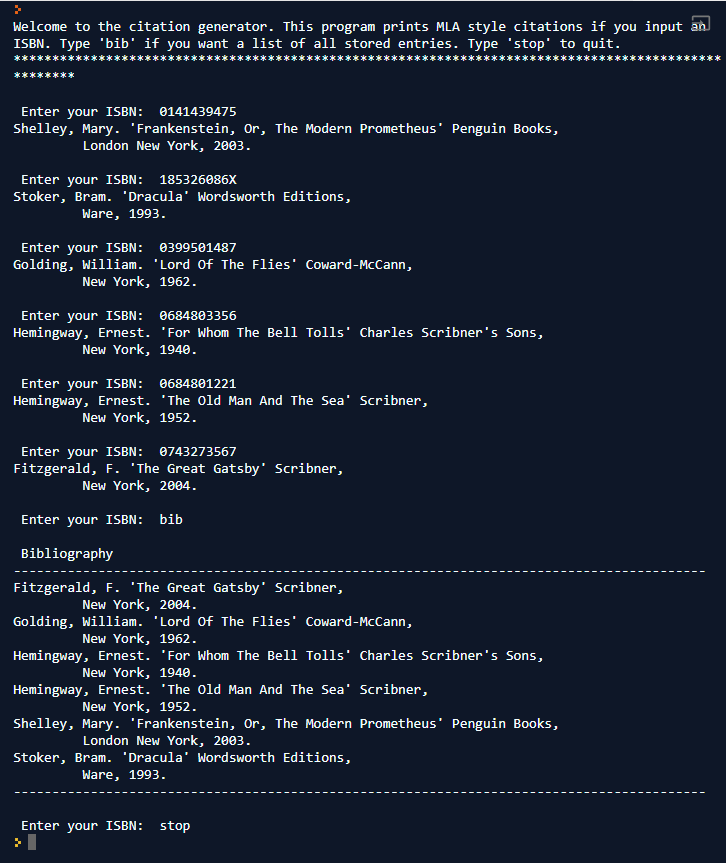 Welcome to the citation generator. This program prints MLA style citations if you input an
ISBN. Type 'bib' if you want a list of all stored entries. Type 'stop' to quit.
********************************************************************************************
********
Enter your ISBN:  0141439475
Shelley, Mary. 'Frankenstein, Or, The Modern Prometheus' Penguin Books,
London New York, 2003.
Enter your ISBN:  185326086X
Stoker, Bram. 'Dracula' Wordsworth Editions,
Ware, 1993.
Enter your ISBN:  0399501487
Golding, William. 'Lord Of The Flies' Coward-McCann,
New York, 1962.
Enter your ISBN:  0684803356
Hemingway, Ernest. 'For Whom The Bell Tolls' Charles Scribner's Sons,
New York, 1940.
Enter your ISBN:  0684801221
Hemingway, Ernest. 'The Old Man And The Sea' Scribner,
New York, 1952.
Enter your ISBN:  0743273567
Fitzgerald, F. 'The Great Gatsby' Scribner,
New York, 2004.
Enter your ISBN:  bib
Bibliography
------------------------------------------------------------------------------------------
Fitzgerald, F. 'The Great Gatsby' Scribner,
New York, 2004.
Golding, William. 'Lord Of The Flies' Coward-McCann,
New York, 1962.
Hemingway, Ernest. 'For Whom The Bell Tolls' Charles Scribner's Sons,
New York, 1940.
Hemingway, Ernest. 'The Old Man And The Sea' Scribner,
New York, 1952.
Shelley, Mary. 'Frankenstein, Or, The Modern Prometheus' Penguin Books,
London New York, 2003.
Stoker, Bram. 'Dracula' Wordsworth Editions,
Ware, 1993.
------------------------------------------------------------------------------------------
Enter your ISBN:  stop